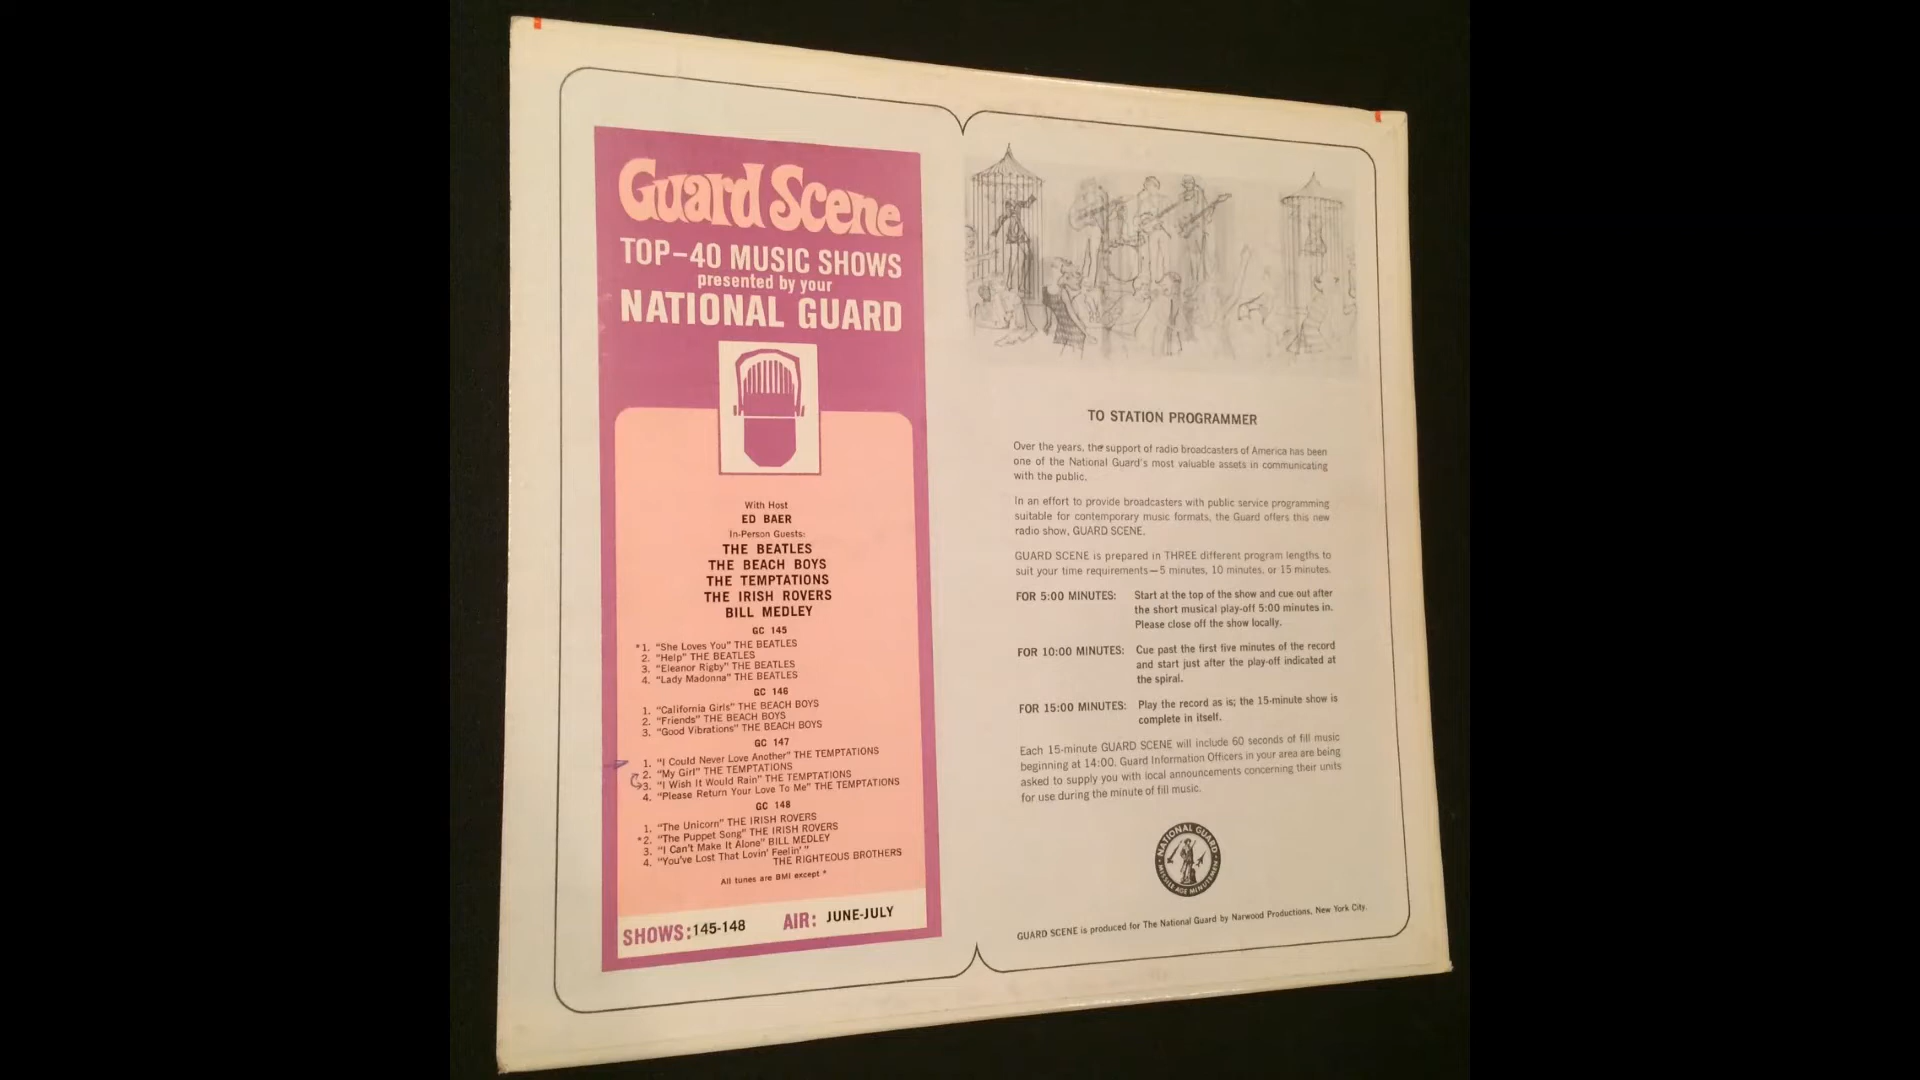 Guard Scene
TOP-40 MUSIC SHOWS
presented by your
NATIONAL GUARD
With Host
ED BAER
In-Person Guests:
THE BEATLES
THE BEACH BOYS
THE TEMPTATIONS
THE IRISH ROVERS
BILL MEDLEY
GC 145
*1. "She Loves You" THE BEATLES
2. "Help" THE BEATLES
3. "Eleanor Rigby" THE BEATLES
4. "Lady Madonna" THE BEATLES
GC 146
1. "California Girls" THE BEACH BOYS
2. "Friends" THE BEACH BOYS
3. "Good Vibrations" THE BEACH BOYS
GC 147
1. "I Could Never Love Another" THE TEMPTATIONS
2. "My Girl" THE TEMPTATIONS
3. "I Wish It Would Rain" THE TEMPTATIONS
4. "Please Return Your Love To Me" THE TEMPTATIONS
GC 148
1. "The Unicorn" THE IRISH ROVERS
*2. "The Puppet Song" THE IRISH ROVERS
3. "I Can't Make It Alone" BILL MEDLEY
4. "You've Lost That Lovin' Feelin' "
THE RIGHTEOUS BROTHERS
All tunes are BMI except *
SHOWS: 145-148 AIR: JUNE-JULY
TO STATION PROGRAMMER
Over the years, the support of radio broadcasters of America has been
one of the National Guard's most valuable assets in communicating
with the public.
In an effort to provide broadcasters with public service programming
suitable for contemporary music formats, the Guard offers this new
radio show, GUARD SCENE.
GUARD SCENE is prepared in THREE different program lengths to
suit your time requirements—5 minutes, 10 minutes, or 15 minutes.
FOR 5:00 MINUTES: Start at the top of the show and cue out after
the short musical play-off 5:00 minutes in.
Please close off the show locally.
FOR 10:00 MINUTES: Cue past the first five minutes of the record
and start just after the play-off indicated at
the spiral.
FOR 15:00 MINUTES: Play the record as is; the 15-minute show is
complete in itself.
Each 15-minute GUARD SCENE will include 60 seconds of fill music
beginning at 14:00. Guard Information Officers in your area are being
asked to supply you with local announcements concerning their units
for use during the minute of fill music.
NATIONAL GUARD
MISSILE AGE MINUTEMEN
GUARD SCENE is produced for The National Guard by Narwood Productions, New York City.